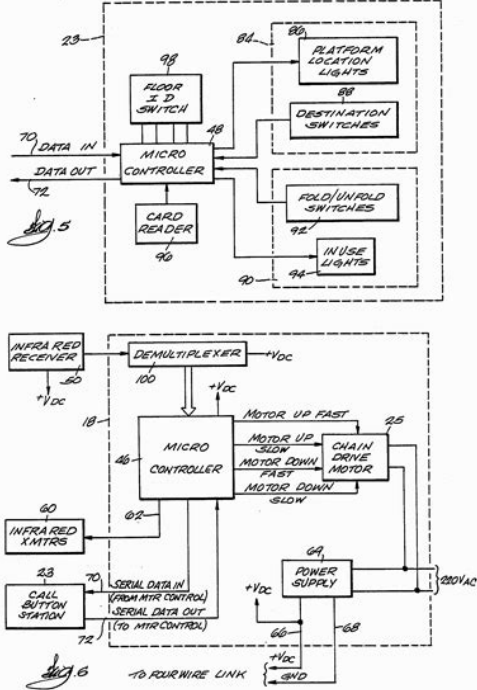 23
84
86
PLATFORM
LOCATION
LIGHTS
98
FLOOR
I D
SWITCH
88
DESTINATION
SWITCHES
48
70
DATA IN
MICRO
CONTROLLER
DATA OUT
72
FOLD/UNFOLD
SWITCHES
92
CARD
READER
96
IN USE
LIGHTS
94
90
Fig. 5
INFRARED
RECEIVER
50
+VDC
DEMULTIPLEXER
100
+VDC
18
+VDC
MOTOR UP FAST
25
MICRO
CONTROLLER
46
MOTOR UP
SLOW
MOTOR DOWN
FAST
MOTOR DOWN
SLOW
CHAIN
DRIVE
MOTOR
62
60
INFRARED
XMTRS
69
POWER
SUPPLY
220VAC
23
CALL
BUTTON
STATION
70
SERIAL DATA IN
(FROM MTR CONTROL)
SERIAL DATA OUT
(TO MTR CONTROL)
72
+VDC
66
68
+VDC
GND
TO FOUR WIRE LINK
Fig. 6